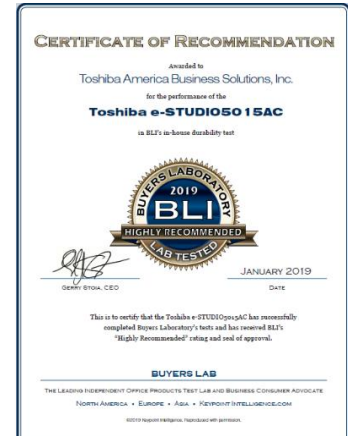 CERTIFICATE OF RECOMMENDATION
Awarded to
Toshiba America Business Solutions, Inc.
for the performance of the
Toshiba e-STUDIO5015AC
in BLI's in-house durability test
BUYERS LABORATORY
2019
BLI
HIGHLY RECOMMENDED
LAB TESTED
GERRY STOIA, CEO
JANUARY 2019
DATE
This is to certify that the Toshiba e-STUDIO5015AC has successfully
completed Buyers Laboratory's tests and has received BLI's
"Highly Recommended" rating and seal of approval.
BUYERS LAB
THE LEADING INDEPENDENT OFFICE PRODUCTS TEST LAB AND BUSINESS CONSUMER ADVOCATE
NORTH AMERICA • EUROPE • ASIA • KEYPOINTINTELLIGENCE.COM
©2019 Keypoint Intelligence. Reproduced with permission.